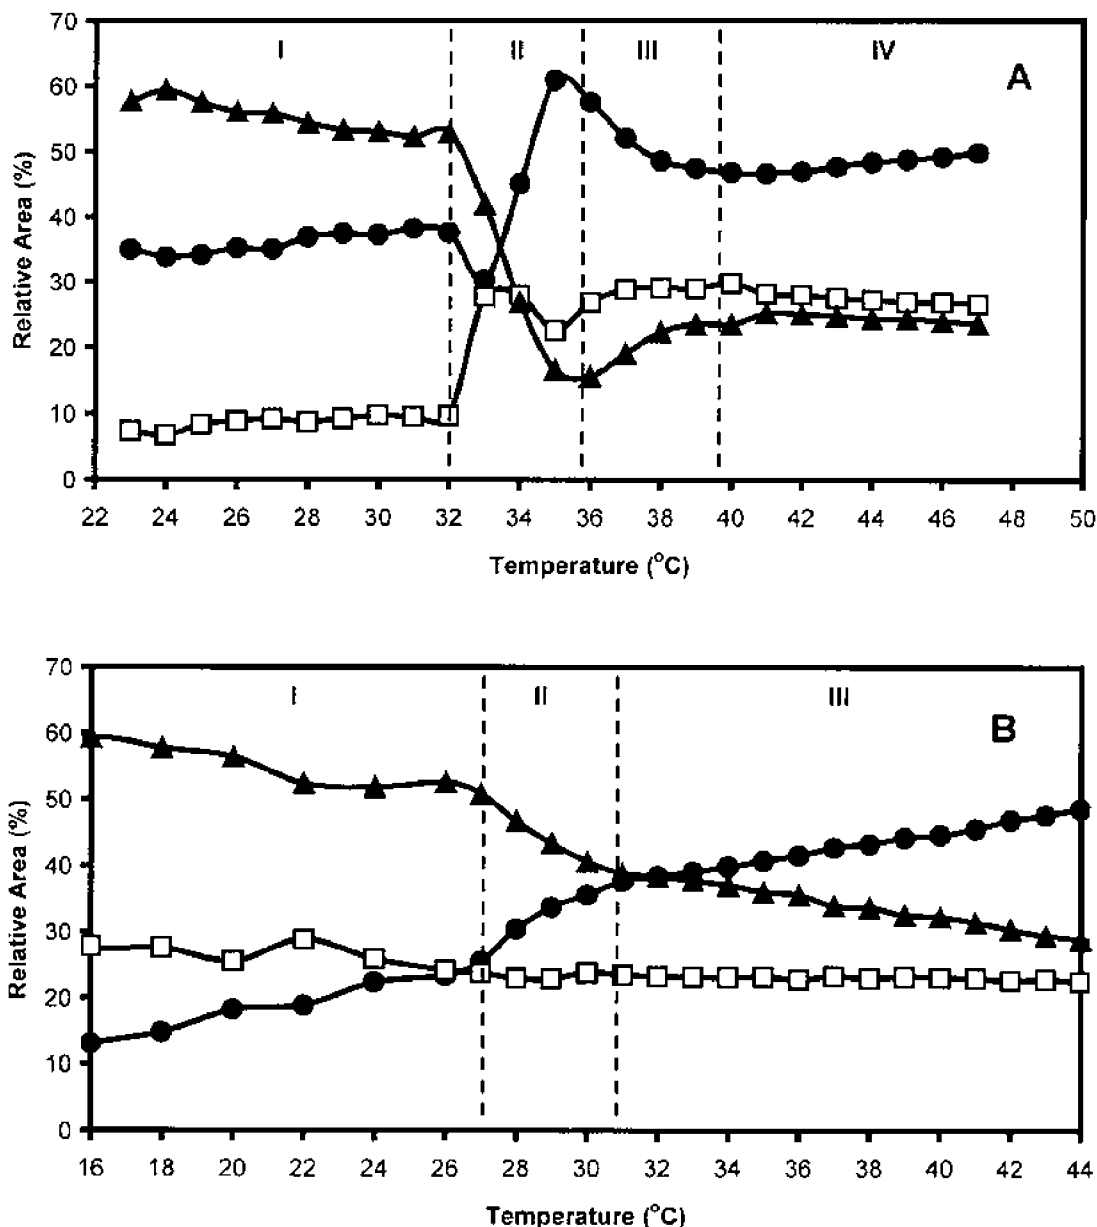 70
60
50
40
30
20
10
0
Relative Area (%)
I II III IV
A
22 24 26 28 30 32 34 36 38 40 42 44 46 48 50
Temperature (°C)
70
60
50
40
30
20
10
0
Relative Area (%)
I II III
B
16 18 20 22 24 26 28 30 32 34 36 38 40 42 44
Temperature (°C)